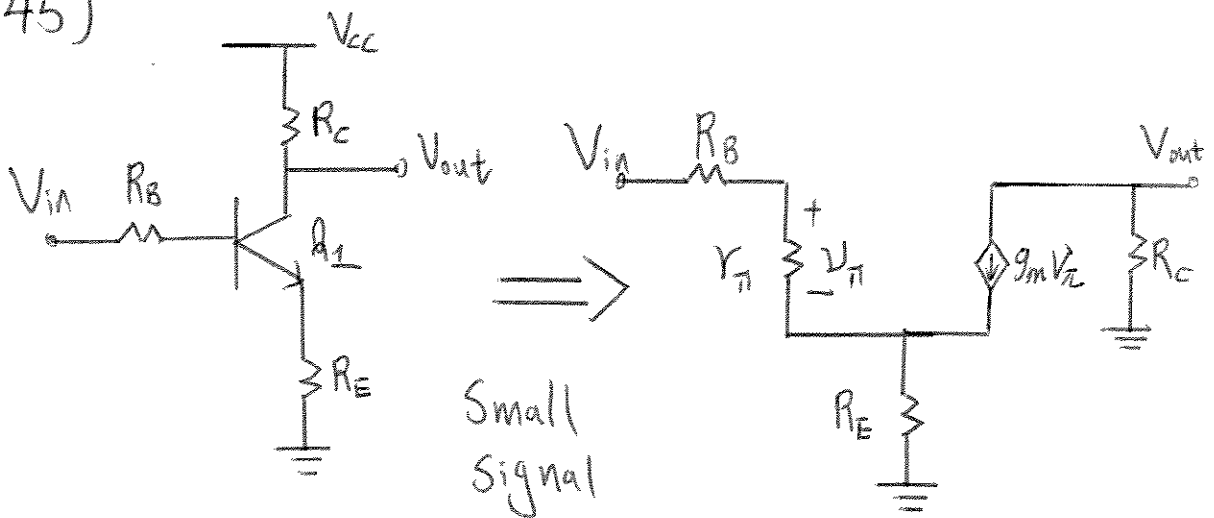 45)
Vcc
Rc
Vout
Vin
RB
Q1
RE
Small
Signal
Vin
RB
rπ
+
vπ
−
gmVπ
RE
Vout
Rc